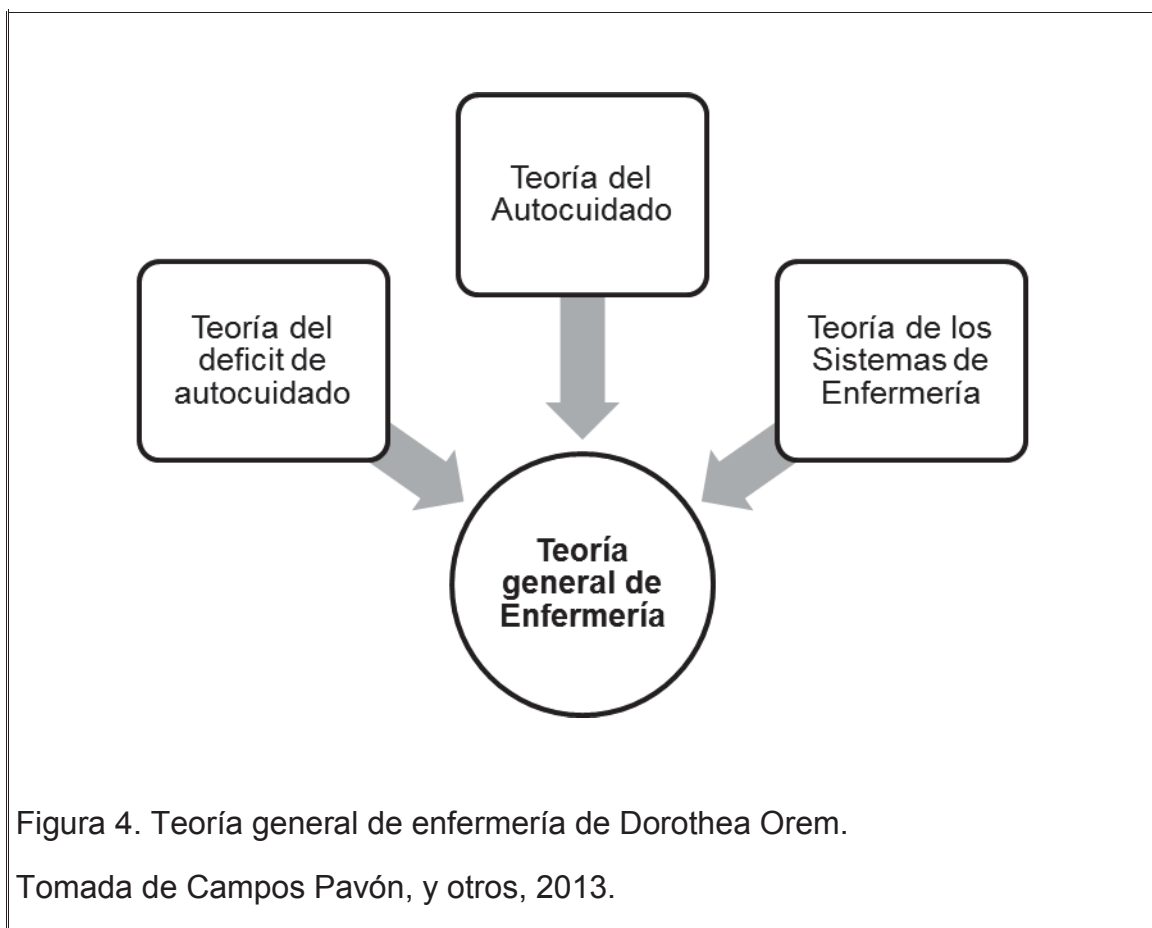 Teoría del
Autocuidado
Teoría del
deficit de
autocuidado
Teoría de los
Sistemas de
Enfermería
Teoría
general de
Enfermería
Figura 4. Teoría general de enfermería de Dorothea Orem.
Tomada de Campos Pavón, y otros, 2013.